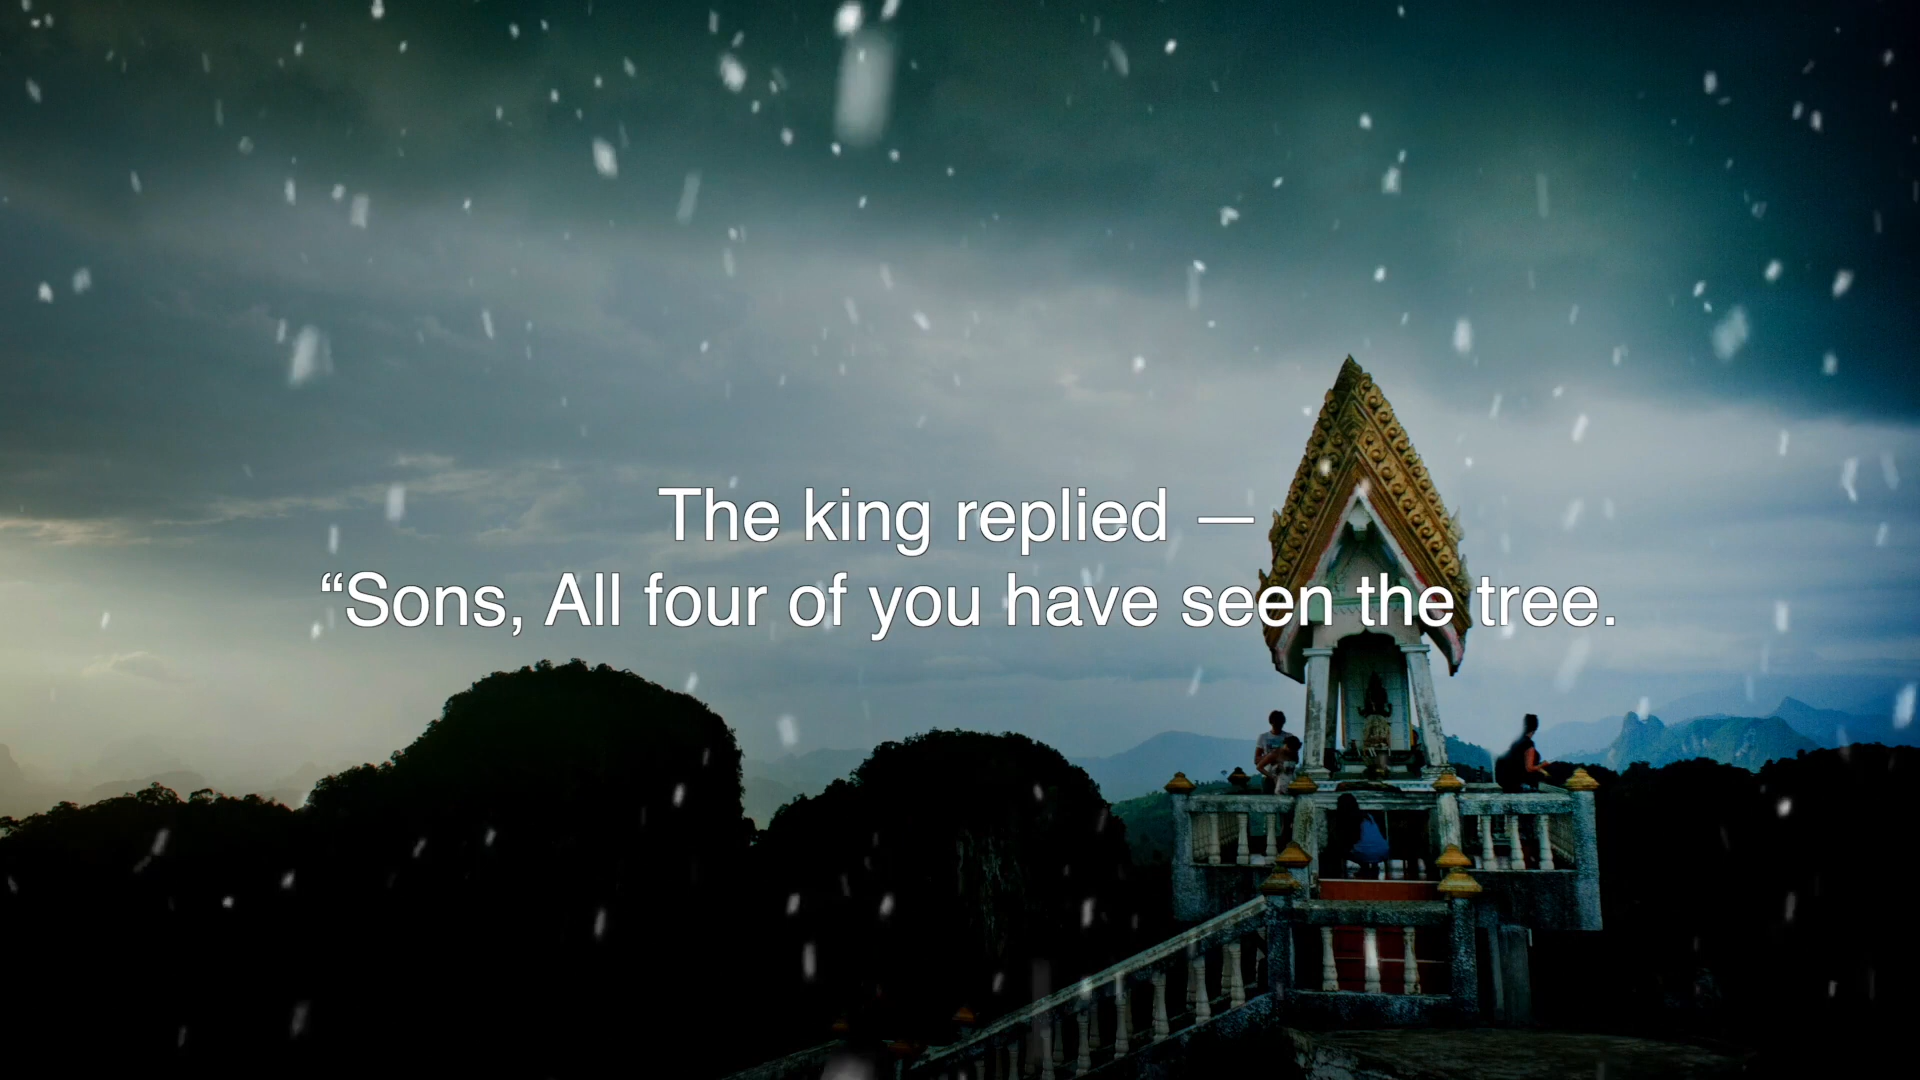 The king replied —
“Sons, All four of you have seen the tree.